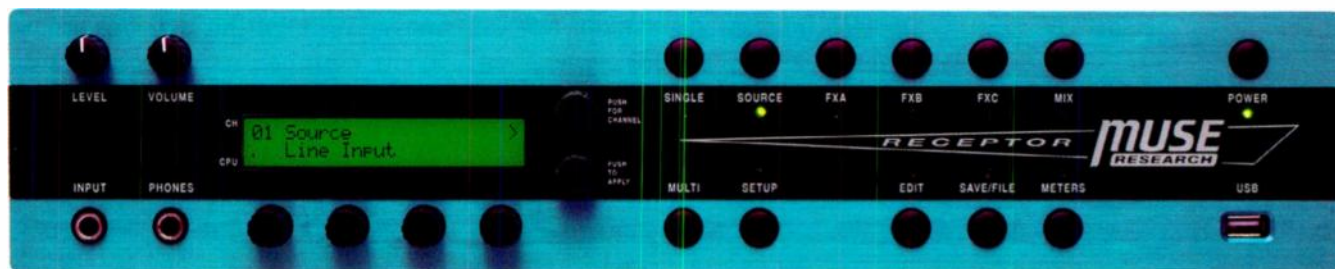 LEVEL VOLUME
CH
CPU
01 Source >
. Line Input
PUSH
FOR
CHANNEL
PUSH
TO
APPLY
INPUT PHONES
SINGLE SOURCE FXA FXB FXC MIX POWER
RECEPTOR MUSE
RESEARCH
MULTI SETUP EDIT SAVE/FILE METERS USB